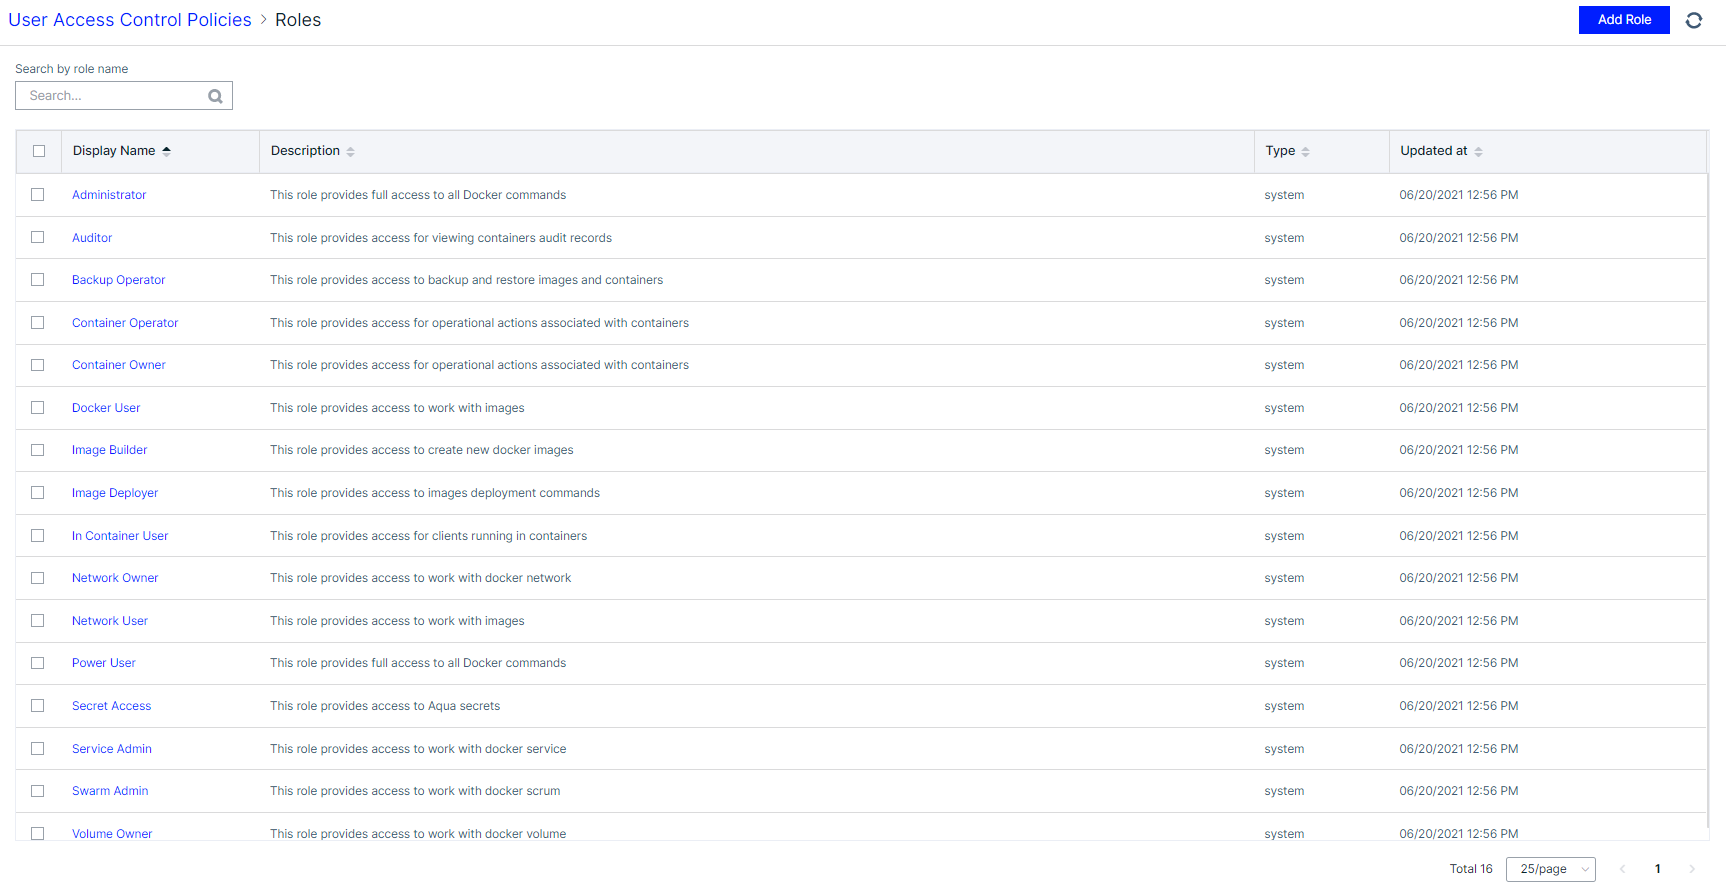 User Access Control Policies > Roles
Add Role
Search by role name
Search...
Display Name Description Type Updated at
Administrator This role provides full access to all Docker commands system 06/20/2021 12:56 PM
Auditor This role provides access for viewing containers audit records system 06/20/2021 12:56 PM
Backup Operator This role provides access to backup and restore images and containers system 06/20/2021 12:56 PM
Container Operator This role provides access for operational actions associated with containers system 06/20/2021 12:56 PM
Container Owner This role provides access for operational actions associated with containers system 06/20/2021 12:56 PM
Docker User This role provides access to work with images system 06/20/2021 12:56 PM
Image Builder This role provides access to create new docker images system 06/20/2021 12:56 PM
Image Deployer This role provides access to images deployment commands system 06/20/2021 12:56 PM
In Container User This role provides access for clients running in containers system 06/20/2021 12:56 PM
Network Owner This role provides access to work with docker network system 06/20/2021 12:56 PM
Network User This role provides access to work with images system 06/20/2021 12:56 PM
Power User This role provides full access to all Docker commands system 06/20/2021 12:56 PM
Secret Access This role provides access to Aqua secrets system 06/20/2021 12:56 PM
Service Admin This role provides access to work with docker service system 06/20/2021 12:56 PM
Swarm Admin This role provides access to work with docker scrum system 06/20/2021 12:56 PM
Volume Owner This role provides access to work with docker volume system 06/20/2021 12:56 PM
Total 16 25/page < 1 >